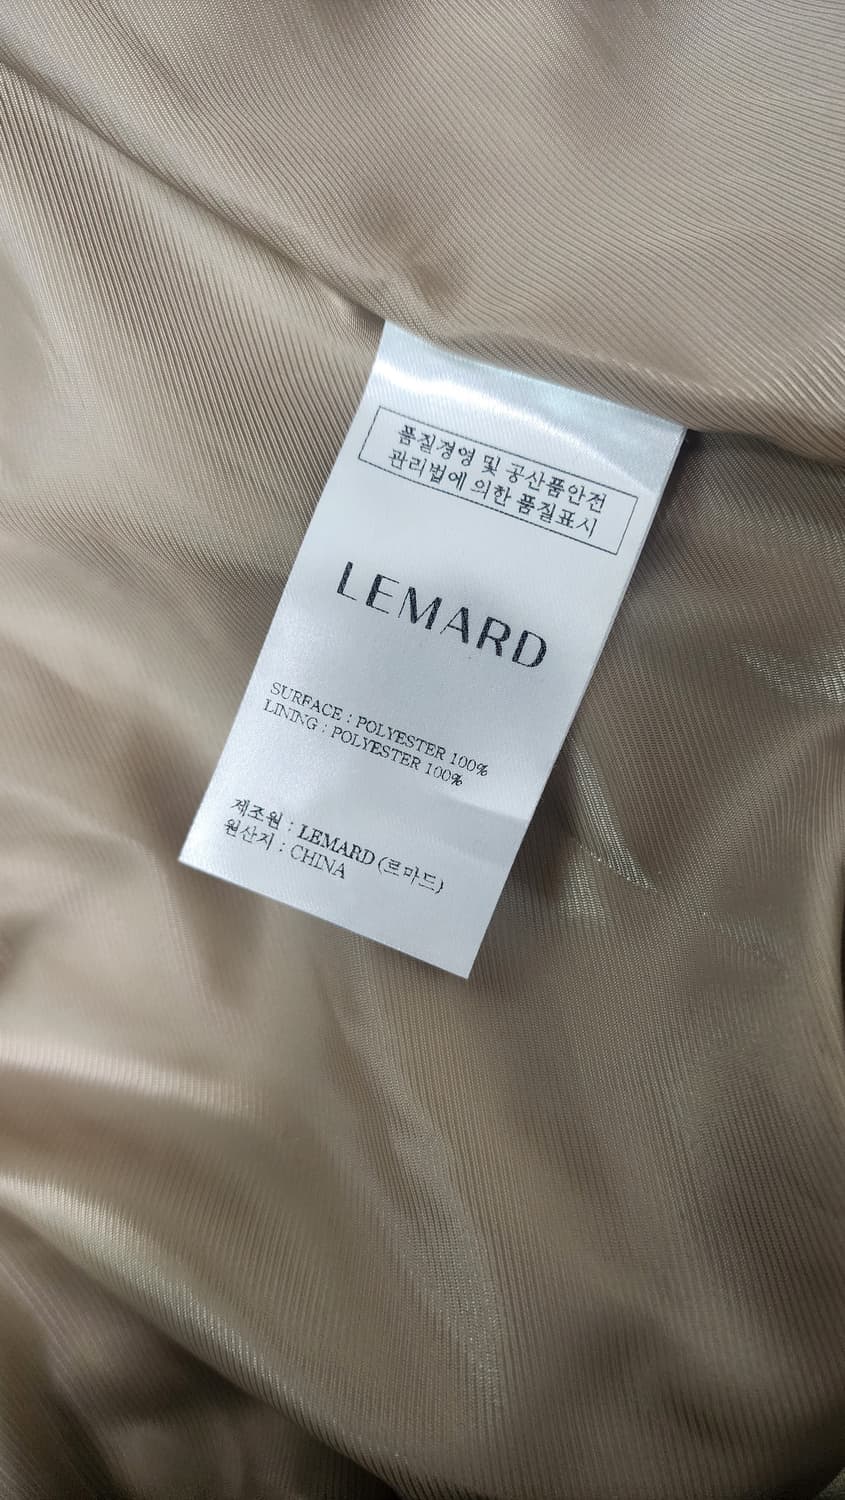 품질경영 및 공산품안전
관리법에 의한 품질표시
LEMARD
SURFACE : POLYESTER 100%
LINING : POLYESTER 100%
제조원 : LEMARD (르마드)
원산지 : CHINA